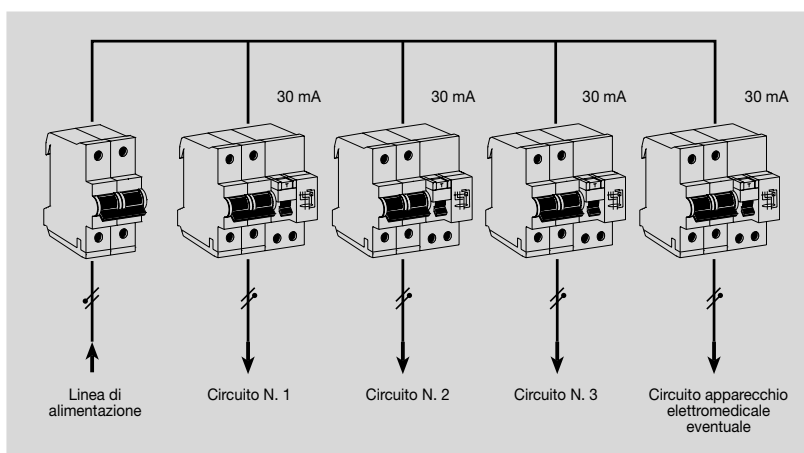 30 mA
30 mA
30 mA
30 mA
Linea di
alimentazione
Circuito N. 1
Circuito N. 2
Circuito N. 3
Circuito apparecchio
elettromedicale
eventuale